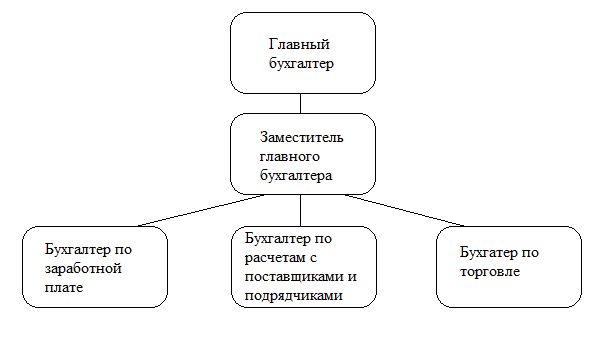 Главный
бухгалтер
Заместитель
главного
бухгалтера
Бухгалтер по
заработной
плате
Бухгалтер по
расчетам с
поставщиками и
подрядчиками
Бухгатер по
торговле